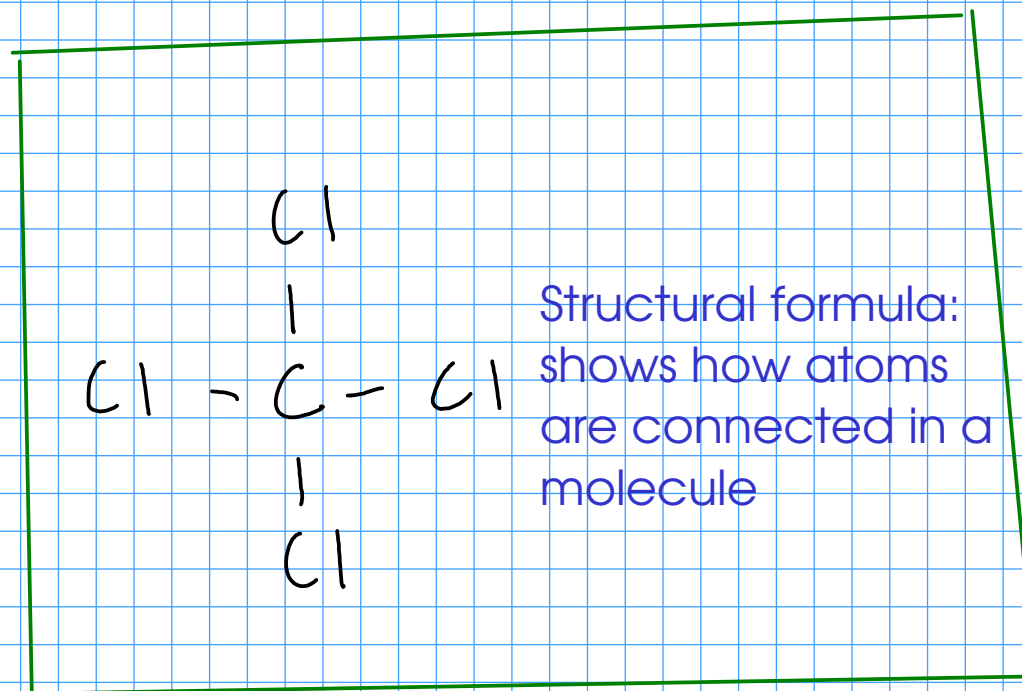 Cl
|
Cl - C - Cl
|
Cl
Structural formula:
shows how atoms
are connected in a
molecule